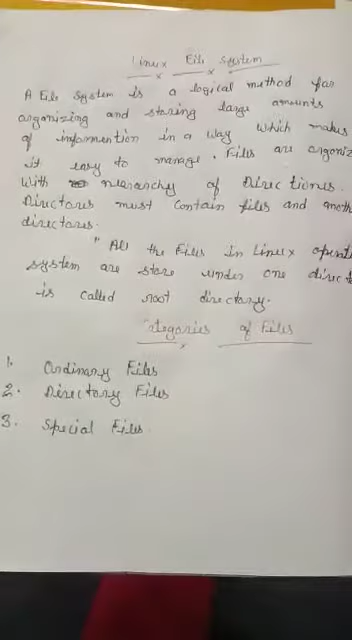 Linux File System
A File System is a logical method for
organizing and storing large amounts
of information in a way which makes
it easy to manage. Files are organiz
With hierarchy of Directiories.
Directories must contain files and anoth
directories.
" All the Files in Linux operati
system are store under one direct
is called root directory.
Categories of Files
1. Ordinary Files
2. Directory Files
3. Special Files.